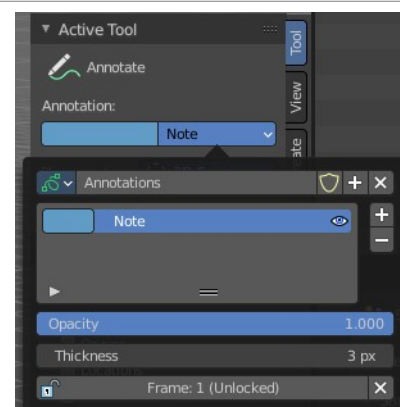 Active Tool
Annotate
Annotation:
Note
Tool
View
Annotations
Note
Opacity 1.000
Thickness 3 px
Frame: 1 (Unlocked)